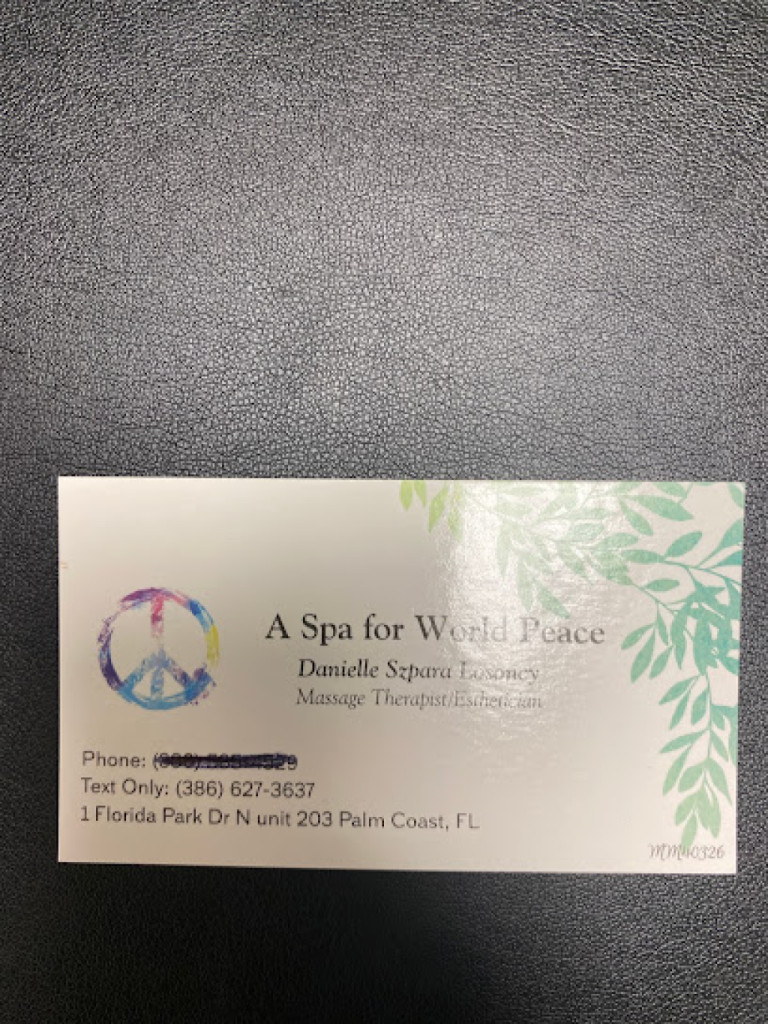 A Spa for World Peace
Danielle Szpara Losoncy
Massage Therapist/Esthetician
Phone:
Text Only: (386) 627-3637
1 Florida Park Dr N unit 203 Palm Coast, FL
MM40326